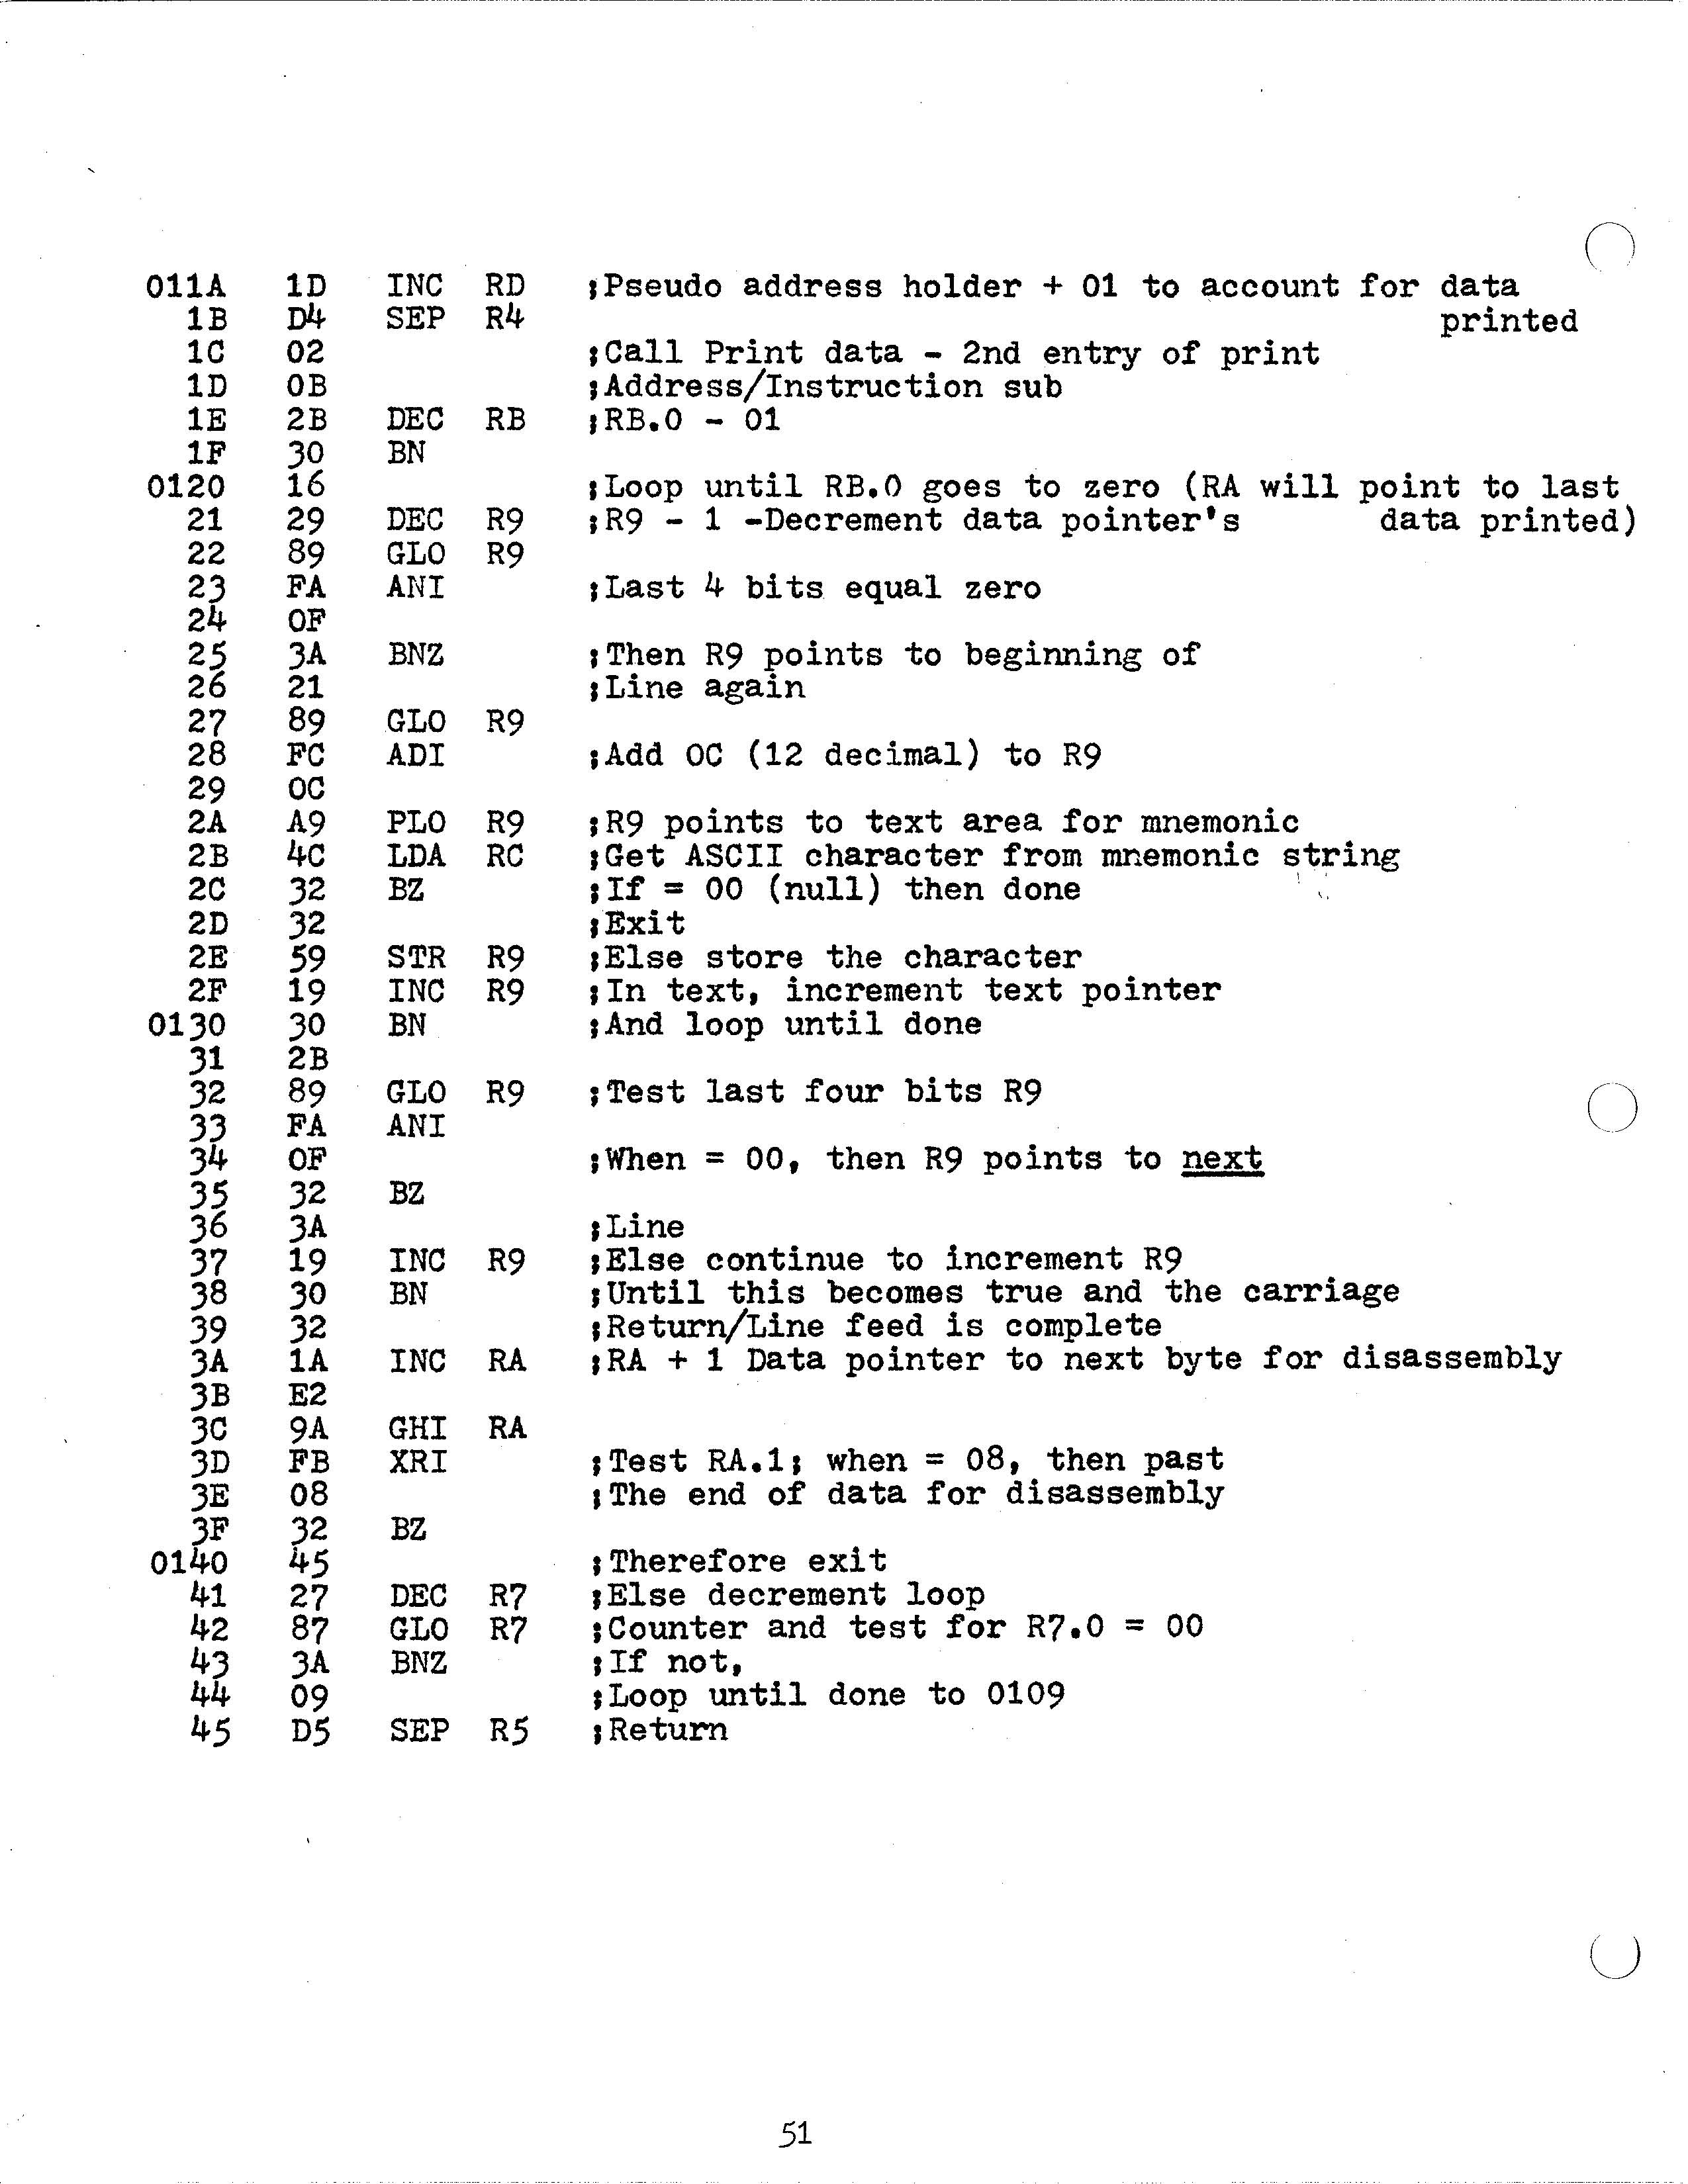 011A 1D INC RD ;Pseudo address holder + 01 to account for data
1B D4 SEP R4 printed
1C 02 ;Call Print data - 2nd entry of print
1D 0B ;Address/Instruction sub
1E 2B DEC RB ;RB.0 - 01
1F 30 BN
0120 16 ;Loop until RB.0 goes to zero (RA will point to last
21 29 DEC R9 ;R9 - 1 -Decrement data pointer's data printed)
22 89 GLO R9
23 FA ANI ;Last 4 bits equal zero
24 0F
25 3A BNZ ;Then R9 points to beginning of
26 21 ;Line again
27 89 GLO R9
28 FC ADI ;Add 0C (12 decimal) to R9
29 0C
2A A9 PLO R9 ;R9 points to text area for mnemonic
2B 4C LDA RC ;Get ASCII character from mnemonic string
2C 32 BZ ;If = 00 (null) then done
2D 32 ;Exit
2E 59 STR R9 ;Else store the character
2F 19 INC R9 ;In text, increment text pointer
0130 30 BN ;And loop until done
31 2B
32 89 GLO R9 ;Test last four bits R9
33 FA ANI
34 0F ;When = 00, then R9 points to next
35 32 BZ
36 3A ;Line
37 19 INC R9 ;Else continue to increment R9
38 30 BN ;Until this becomes true and the carriage
39 32 ;Return/Line feed is complete
3A 1A INC RA ;RA + 1 Data pointer to next byte for disassembly
3B E2
3C 9A GHI RA
3D FB XRI ;Test RA.1; when = 08, then past
3E 08 ;The end of data for disassembly
3F 32 BZ
0140 45 ;Therefore exit
41 27 DEC R7 ;Else decrement loop
42 87 GLO R7 ;Counter and test for R7.0 = 00
43 3A BNZ ;If not,
44 09 ;Loop until done to 0109
45 D5 SEP R5 ;Return
51